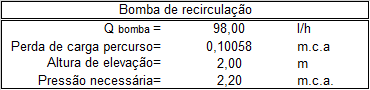 Bomba de recirculação
Q bomba = 98,00 l/h
Perda de carga percurso= 0,10058 m.c.a
Altura de elevação= 2,00 m
Pressão necessária= 2,20 m.c.a.